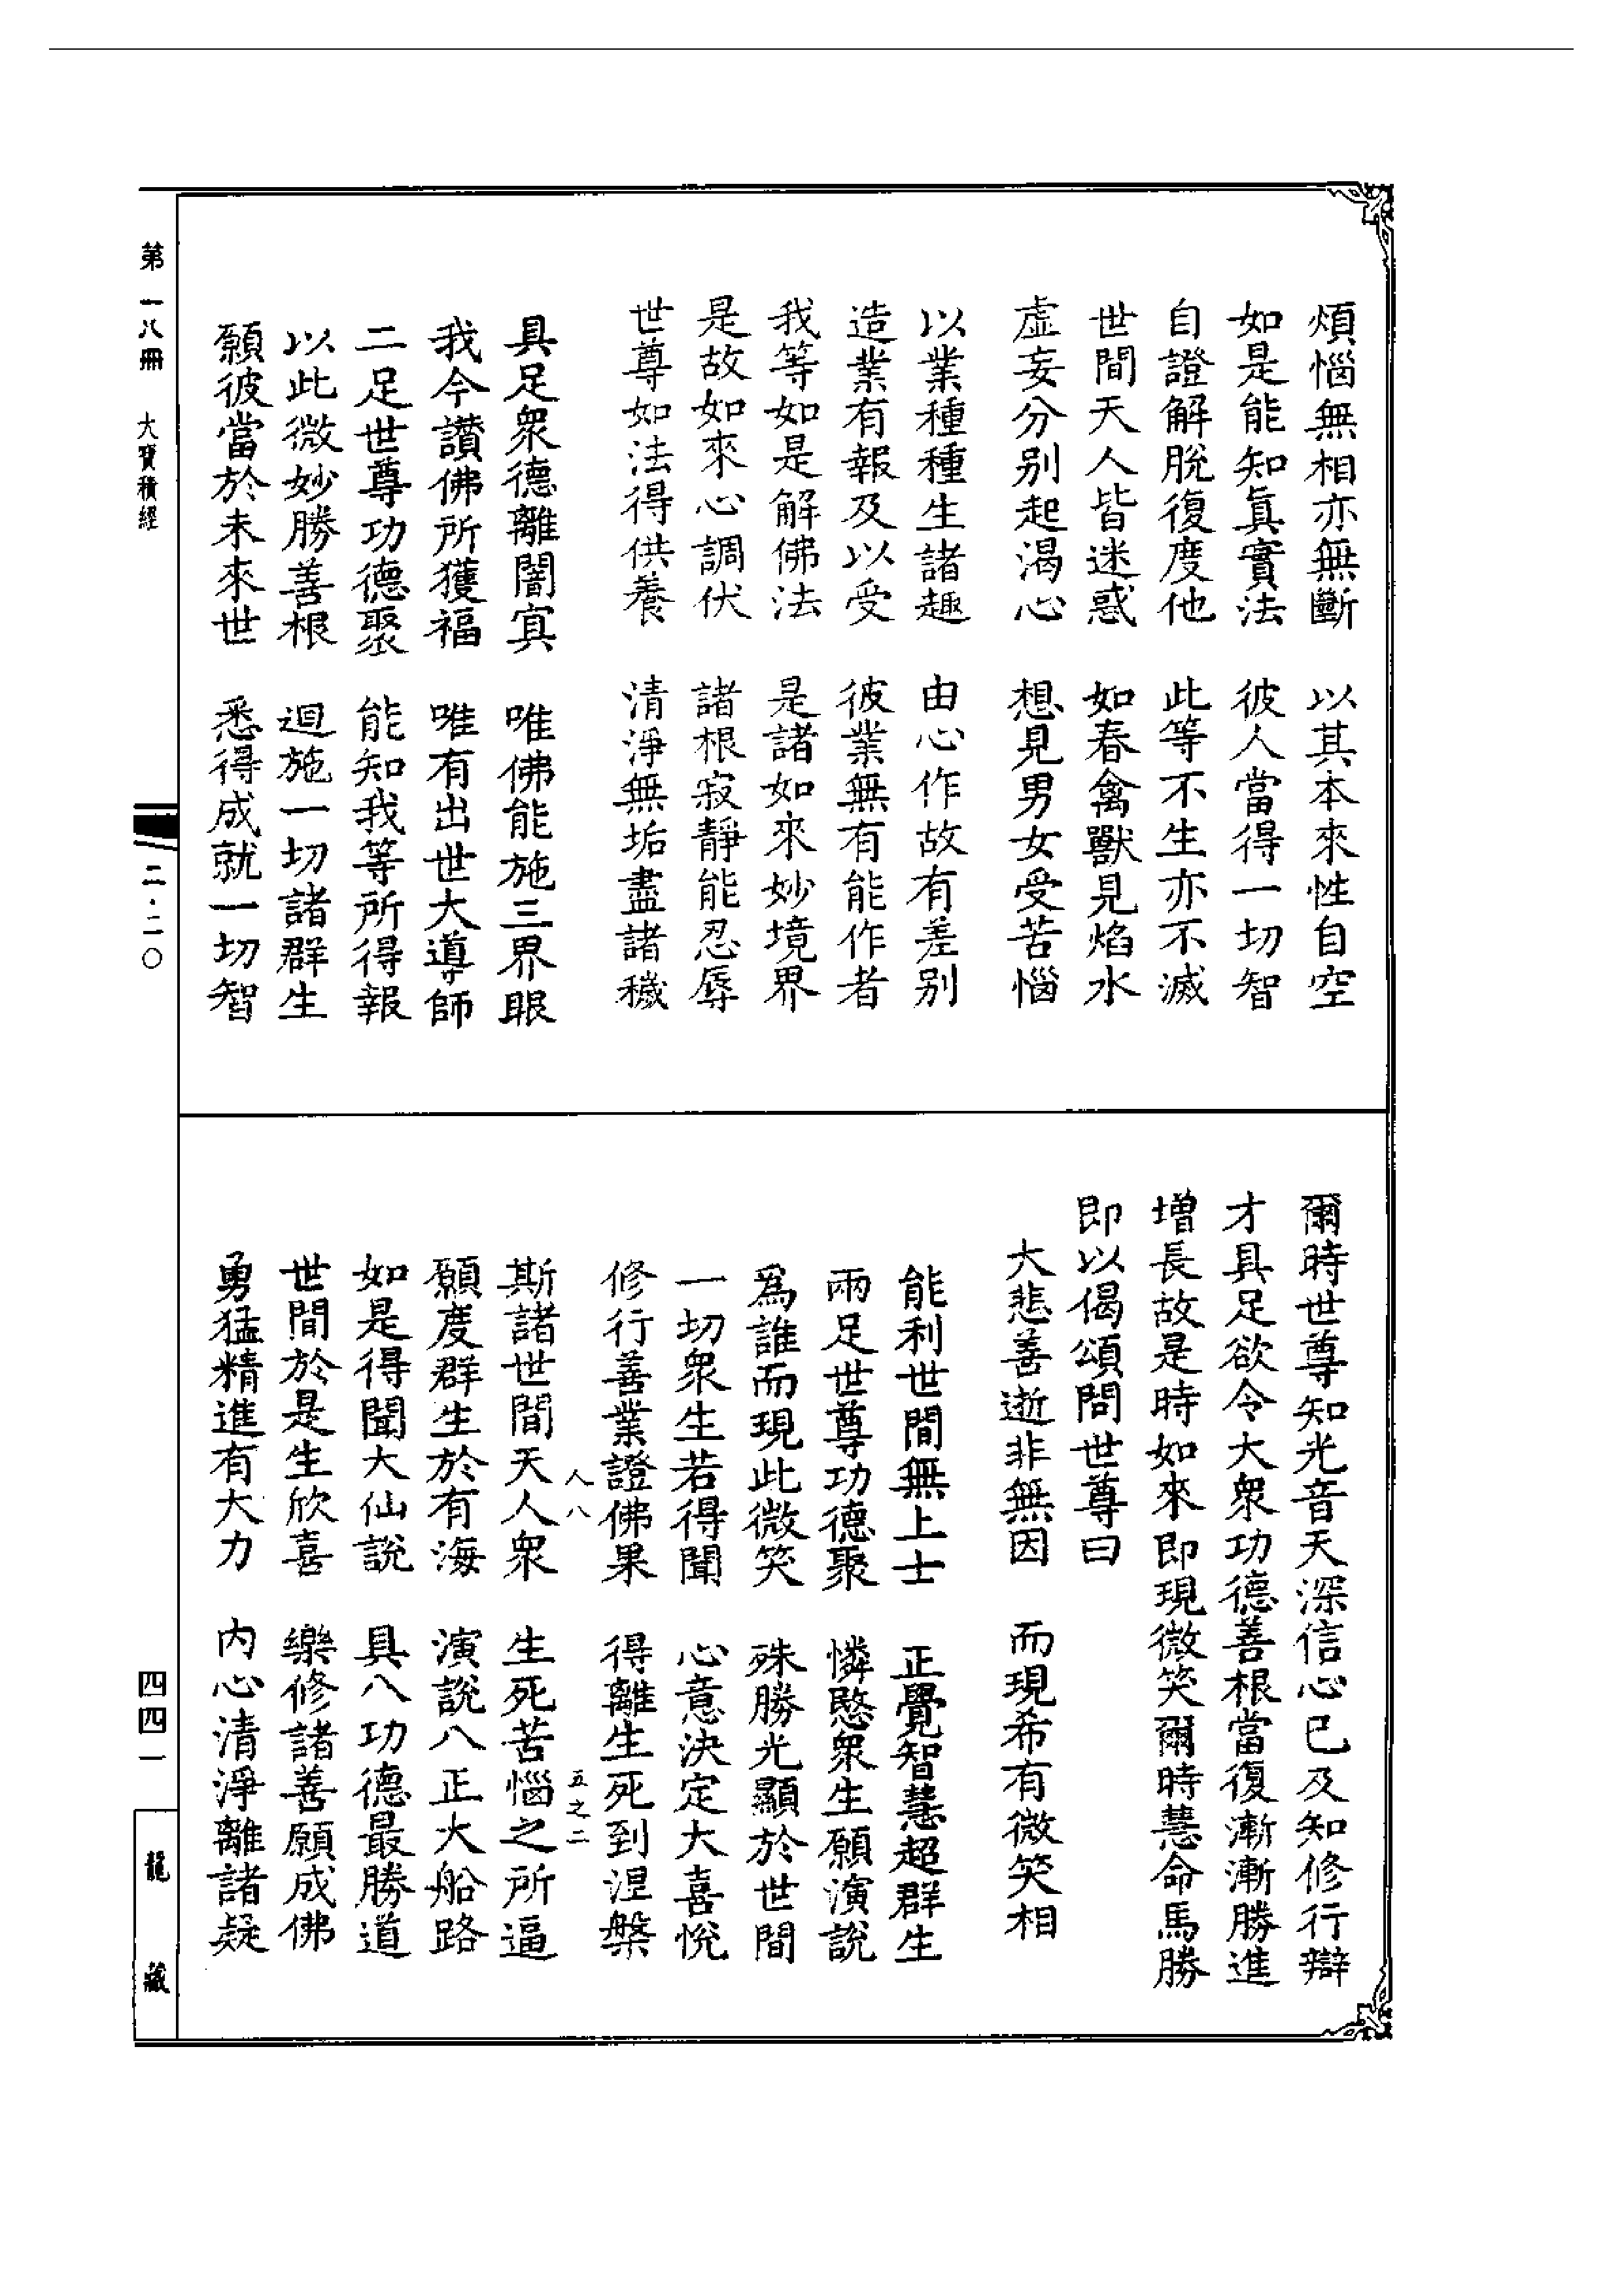 煩惱無相亦無斷　以其本來性自空
如是能知眞實法　彼人當得一切智
自證解脫復度他　此等不生亦不滅
世間天人皆迷惑　如春禽獸見焰水
虛妄分別起渴心　想見男女受苦惱
以業種種生諸趣　由心作故有差別
造業有報及以受　彼業無有能作者
我等如是解佛法　是諸如來妙境界
是故如來心調伏　諸根寂靜能忍辱
世尊如法得供養　清淨無垢盡諸穢
具足衆德離闇寘　唯佛能施三界眼
我今讚佛所獲福　唯有出世大導師
二足世尊功德聚　能知我等所得報
以此微妙勝善根　迴施一切諸群生
願彼當於未來世　悉得成就一切智
爾時世尊知光音天深信心已及知修行辯
才具足欲令大衆功德善根當復漸漸勝進
增長故是時如來即現微笑爾時慧命馬勝
即以偈頌問世尊曰
大悲善逝非無因　而現希有微笑相
能利世間無上士　正覺智慧超群生
兩足世尊功德聚　憐愍衆生願演說
爲誰而現此微笑　殊勝光顯於世間
一切衆生若得聞　心意決定大喜悅
修行善業證佛果　得離生死到涅槃
人八　五之二
斯諸世間天人衆　生死苦惱之所逼
願度群生於有海　演說八正大船路
如是得聞大仙說　具八功德最勝道
世間於是生欣喜　樂修諸善願成佛
勇猛精進有大力　內心清淨離諸疑
第一八冊　大寶積經
二·二〇
四四一
龍藏